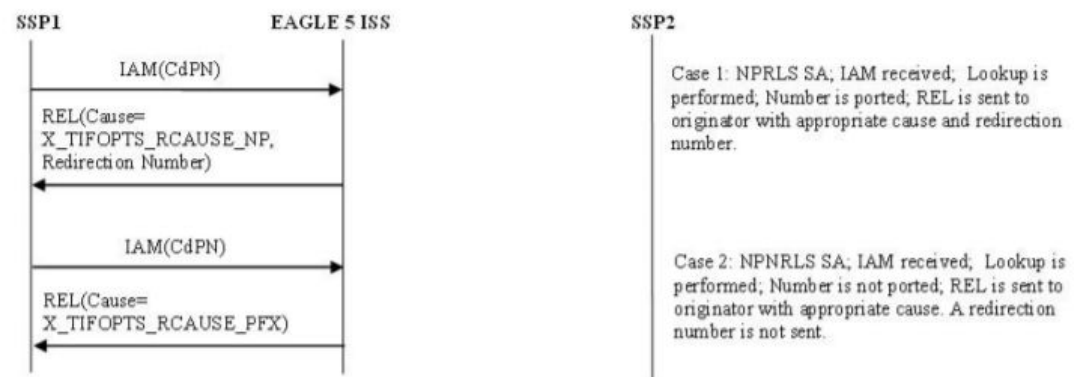 SSP1
EAGLE 5 ISS
SSP2
IAM(CdPN)
REL(Cause=
X_TIFOPTS_RCAUSE_NP,
Redirection Number)
Case 1: NPRLS SA; IAM received; Lookup is
performed; Number is ported; REL is sent to
originator with appropriate cause and redirection
number.
IAM(CdPN)
REL(Cause=
X_TIFOPTS_RCAUSE_PFX)
Case 2: NPNRLS SA; IAM received; Lookup is
performed; Number is not ported; REL is sent to
originator with appropriate cause. A redirection
number is not sent.